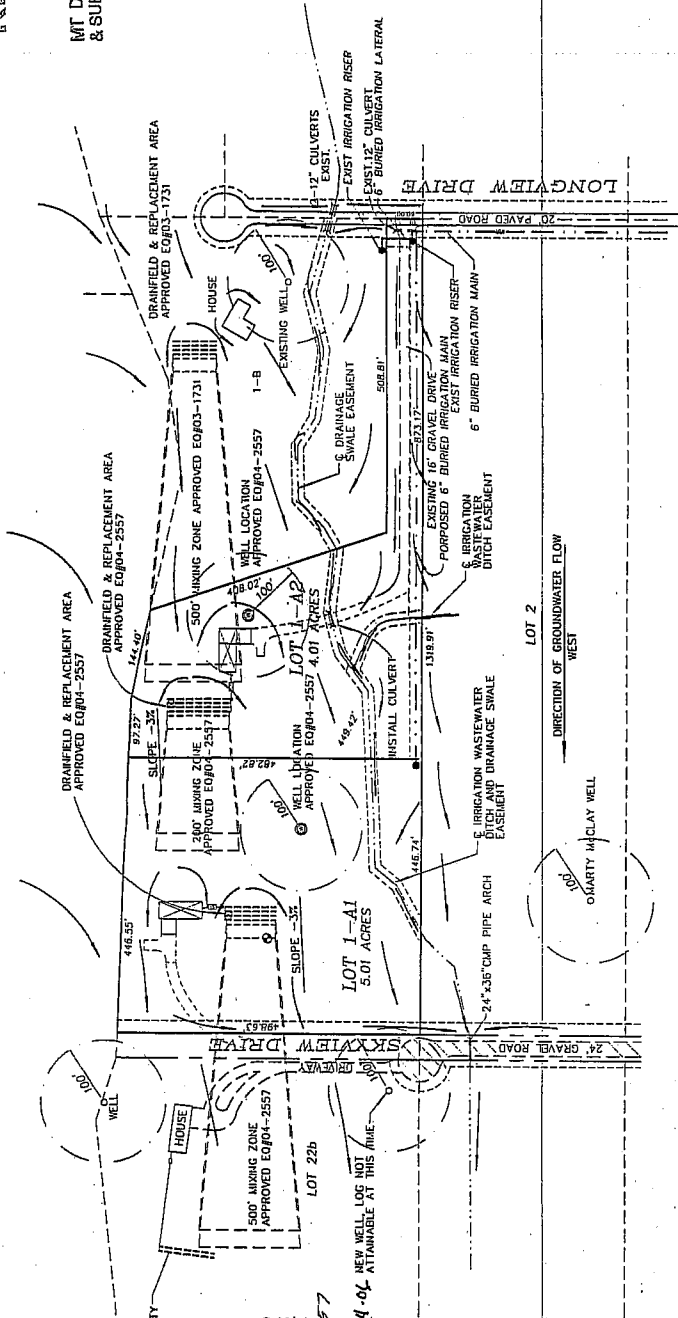 MT D
& SU
DRAINFIELD & REPLACEMENT AREA
APPROVED EQ#03-1731
DRAINFIELD & REPLACEMENT AREA
APPROVED EQ#04-2557
DRAINFIELD & REPLACEMENT AREA
APPROVED EQ#04-2557
12-12" CULVERTS
EXIST.
EXIST IRRIGATION RISER
EXIST.12" CULVERT
6" BURIED IRRIGATION LATERAL
LONGVIEW DRIVE
20' PAVED ROAD
HOUSE
100'
EXISTING WELL
1-B
500' MIXING ZONE APPROVED EQ#03-1731
℄ DRAINAGE
SWALE EASEMENT
508.81'
EXISTING 16' GRAVEL DRIVE
873.17'
PORPOSED 6" BURIED IRRIGATION MAIN
EXIST IRRIGATION RISER
6" BURIED IRRIGATION MAIN
WELL LOCATION
APPROVED EQ#04-2557
408.02'
100'
144.40'
LOT 1-A2
4.01 ACRES
97.22'
SLOPE -3%
200' MIXING ZONE
APPROVED EQ#04-2557
482.82'
WELL LOCATION
APPROVED EQ#04-2557
100'
449.42'
INSTALL CULVERT
1319.91'
℄ IRRIGATION
WASTEWATER
DITCH EASEMENT
LOT 2
DIRECTION OF GROUNDWATER FLOW
WEST
℄ IRRIGATION WASTEWATER
DITCH AND DRAINAGE SWALE
EASEMENT
446.74'
446.55'
SLOPE -3%
LOT 1-A1
5.01 ACRES
100'
MARTY McCLAY WELL
24"x36"CMP PIPE ARCH
498.63'
SKYVIEW DRIVE
24' GRAVEL ROAD
DRIVEWAY
100'
WELL
HOUSE
500' MIXING ZONE
APPROVED EQ#04-2557
LOT 22b
100'
NEW WELL, LOG NOT
ATTAINABLE AT THIS TIME
TY
57